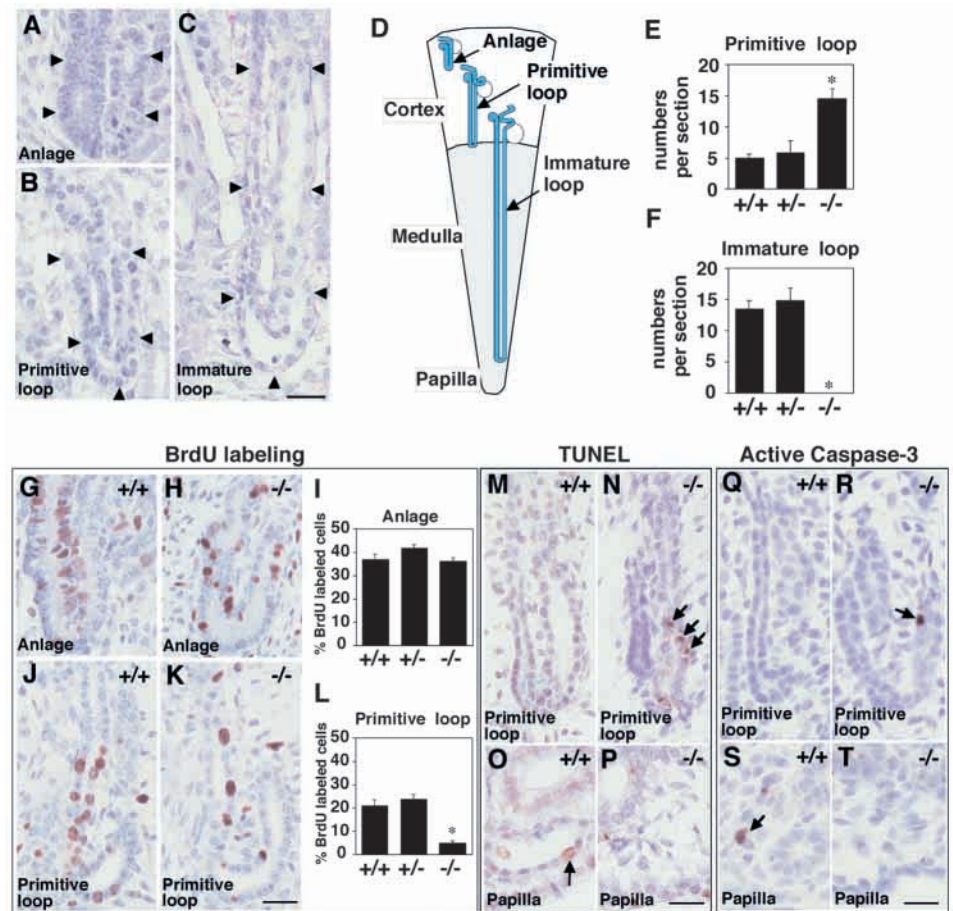 A
Anlage
B
Primitive
loop
C
Immature
loop
D
Anlage
Primitive
loop
Cortex
Immature
loop
Medulla
Papilla
E
Primitive loop
numbers
per section
20
15
10
5
0
*
+/+ +/- -/-
F
Immature loop
numbers
per section
20
15
10
5
0
*
+/+ +/- -/-
BrdU labeling
G +/+
Anlage
H -/-
Anlage
I
Anlage
% BrdU labeled cells
50
40
30
20
10
0
+/+ +/- -/-
J +/+
Primitive
loop
K -/-
Primitive
loop
L
Primitive loop
% BrdU labeled cells
50
40
30
20
10
0
*
+/+ +/- -/-
TUNEL
M +/+
Primitive
loop
N -/-
Primitive
loop
O +/+
Papilla
P -/-
Papilla
Active Caspase-3
Q +/+
Primitive
loop
R -/-
Primitive
loop
S +/+
Papilla
T -/-
Papilla